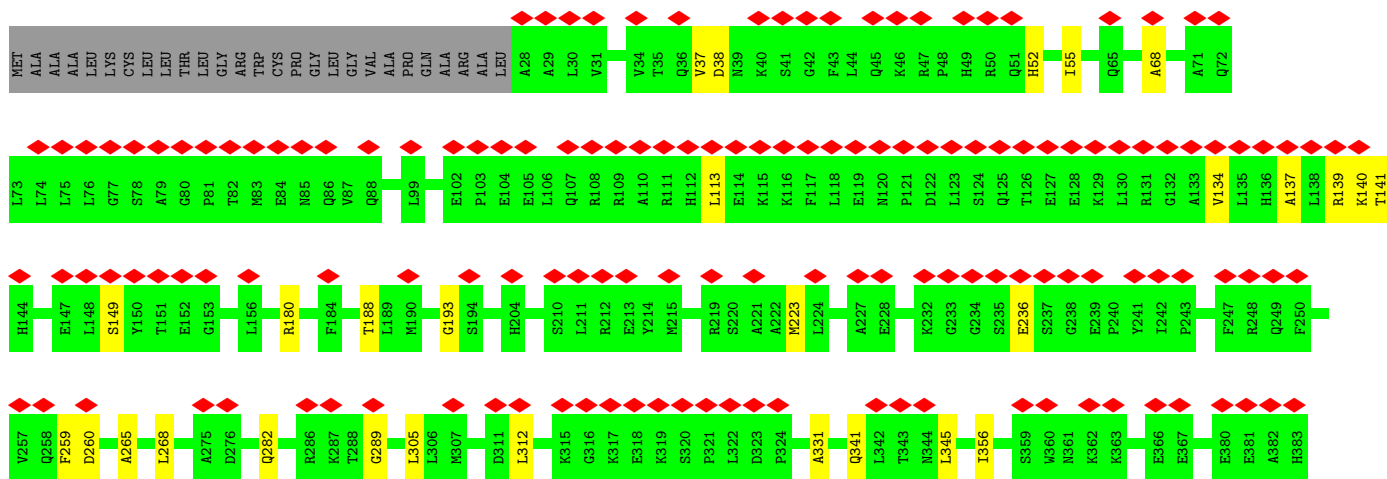 MET ALA ALA ALA LEU LYS CYS LEU LEU THR LEU GLY ARG TRP CYS PRO GLY LEU GLY VAL ALA PRO GLN ALA ARG ALA LEU A28 A29 L30 V31 V34 T35 Q36 V37 D38 N39 K40 S41 G42 F43 L44 Q45 K46 R47 P48 H49 R50 Q51 H52 I55 Q65 A68 A71 Q72
L73 L74 L75 L76 G77 S78 A79 G80 P81 T82 M83 E84 N85 Q86 V87 Q88 L99 E102 P103 E104 E105 L106 Q107 R108 R109 A110 R111 H112 L113 E114 K115 K116 F117 L118 E119 N120 P121 D122 L123 S124 Q125 T126 E127 E128 K129 L130 R131 G132 A133 V134 L135 H136 A137 L138 R139 K140 T141
H144 E147 L148 S149 Y150 T151 E152 G153 L156 R180 F184 T188 L189 M190 G193 S194 H204 S210 L211 R212 E213 Y214 M215 R219 S220 A221 A222 M223 L224 A227 E228 K232 G233 G234 S235 E236 S237 G238 E239 P240 Y241 I242 P243 F247 R248 Q249 F250
V257 Q258 F259 D260 A265 L268 A275 D276 Q282 R286 K287 T288 G289 L305 L306 M307 D311 L312 K315 G316 K317 E318 K319 S320 P321 L322 D323 P324 A331 Q341 L342 T343 N344 L345 I356 S359 W360 N361 K362 K363 E366 E367 E380 E381 A382 H383